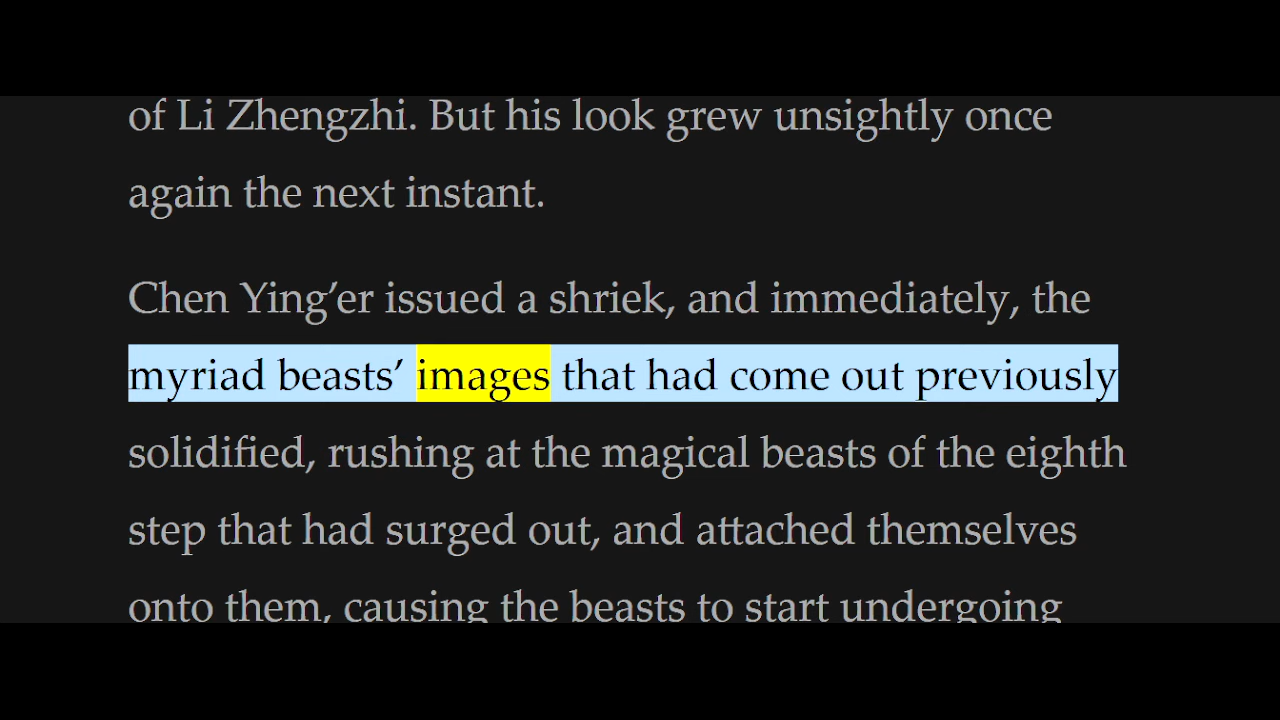 of Li Zhengzhi. But his look grew unsightly once
again the next instant.
Chen Ying’er issued a shriek, and immediately, the
myriad beasts’ images that had come out previously
solidified, rushing at the magical beasts of the eighth
step that had surged out, and attached themselves
onto them, causing the beasts to start undergoing